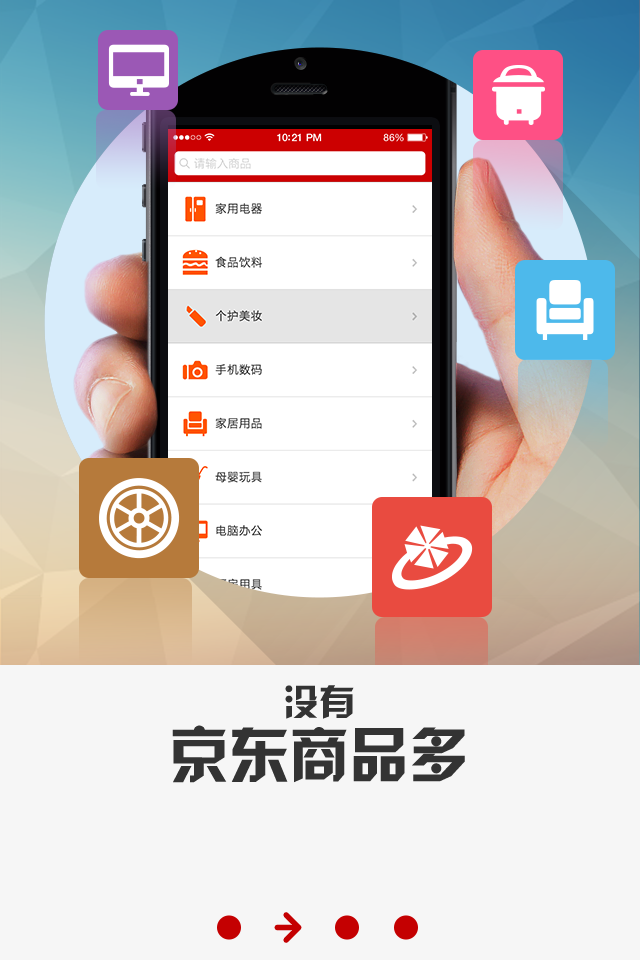 10:21 PM
86%
请输入商品
家用电器
食品饮料
个护美妆
手机数码
家居用品
母婴玩具
电脑办公
用具
没有
京东商品多